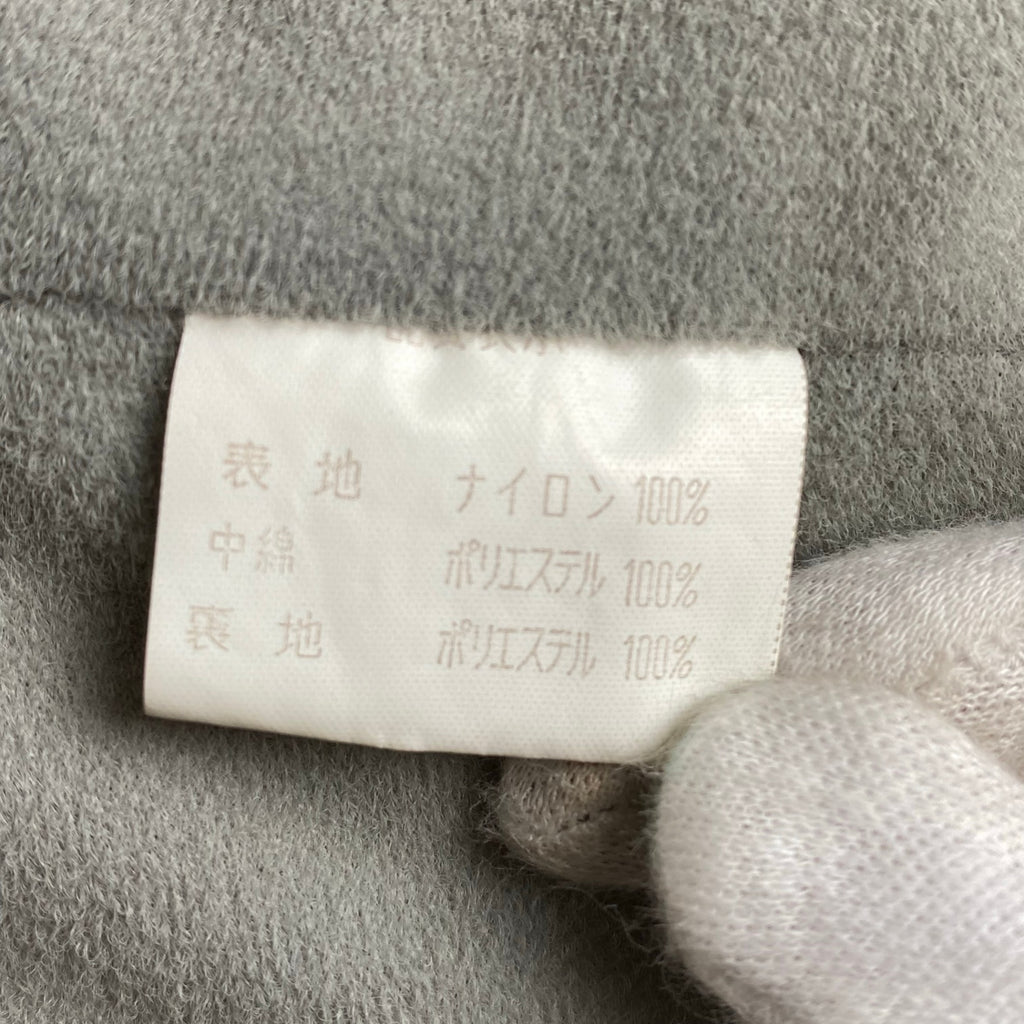 表地 ナイロン 100%
中綿 ポリエステル 100%
裏地 ポリエステル 100%